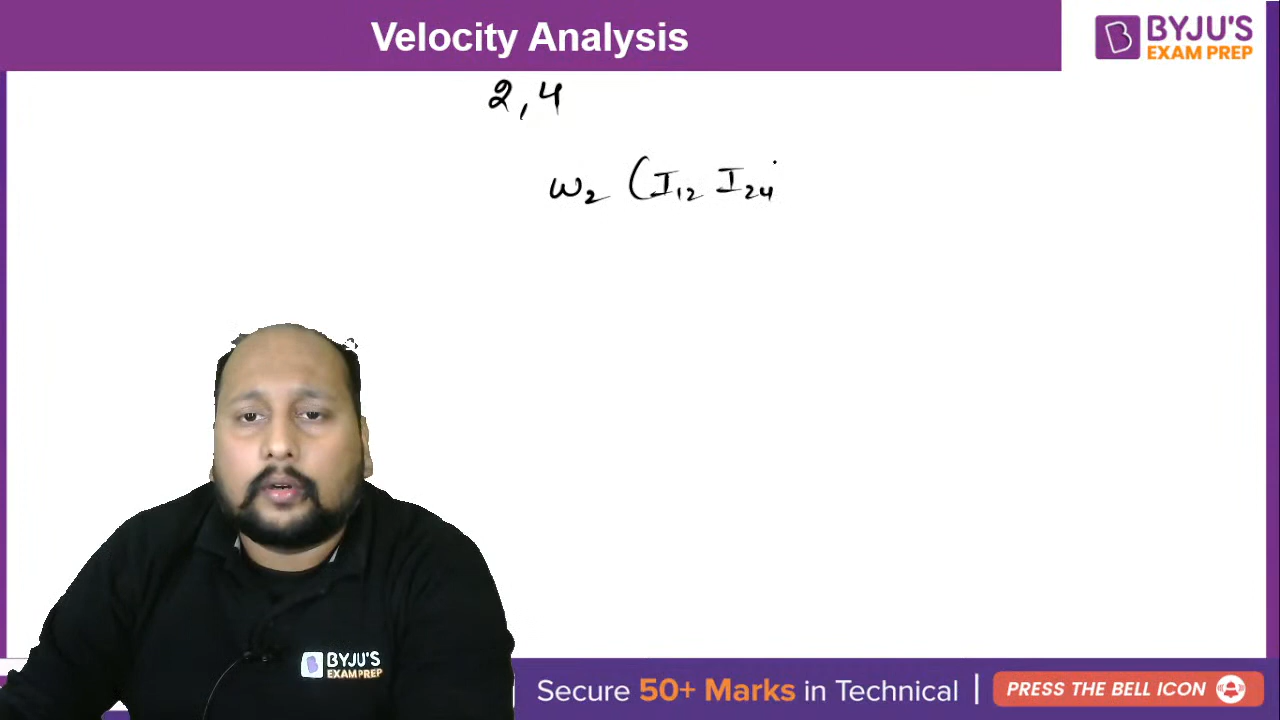 Velocity Analysis
BYJU'S
EXAM PREP
2,4
ω₂ (I₁₂ I₂₄
BYJU'S
EXAM PREP
Secure 50+ Marks in Technical | PRESS THE BELL ICON